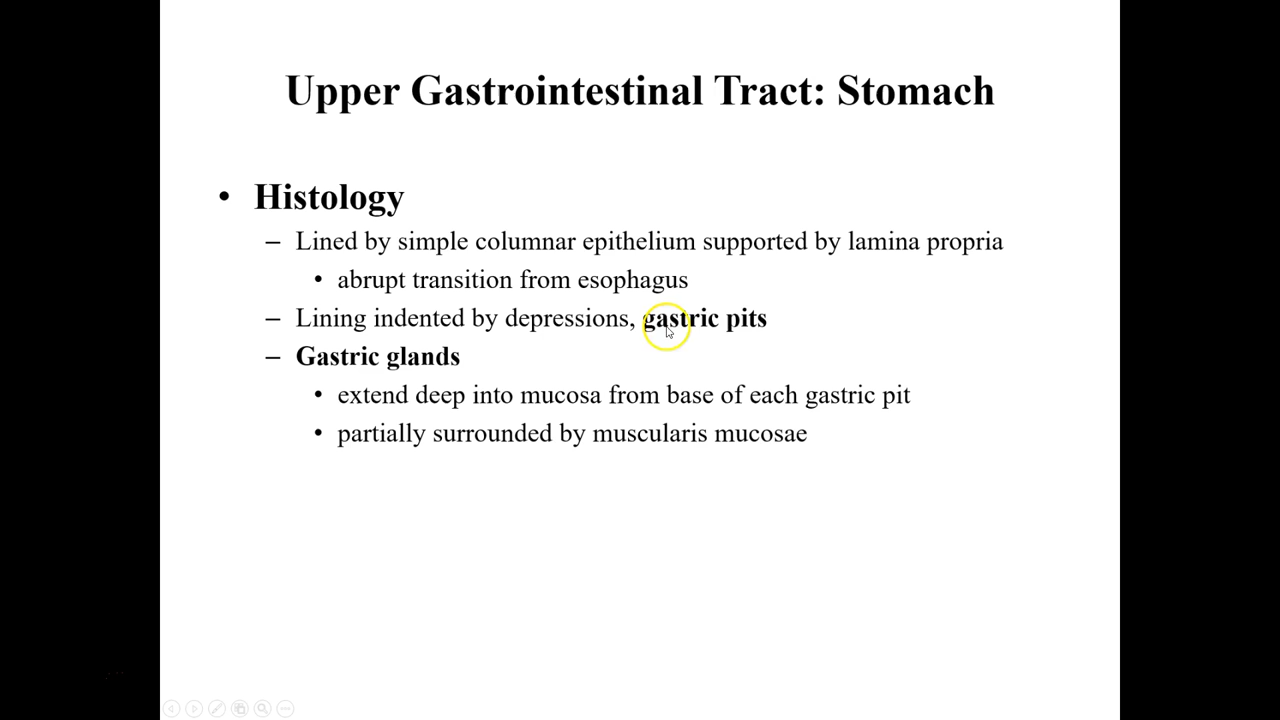 Upper Gastrointestinal Tract: Stomach
• Histology
– Lined by simple columnar epithelium supported by lamina propria
• abrupt transition from esophagus
– Lining indented by depressions, gastric pits
– Gastric glands
• extend deep into mucosa from base of each gastric pit
• partially surrounded by muscularis mucosae